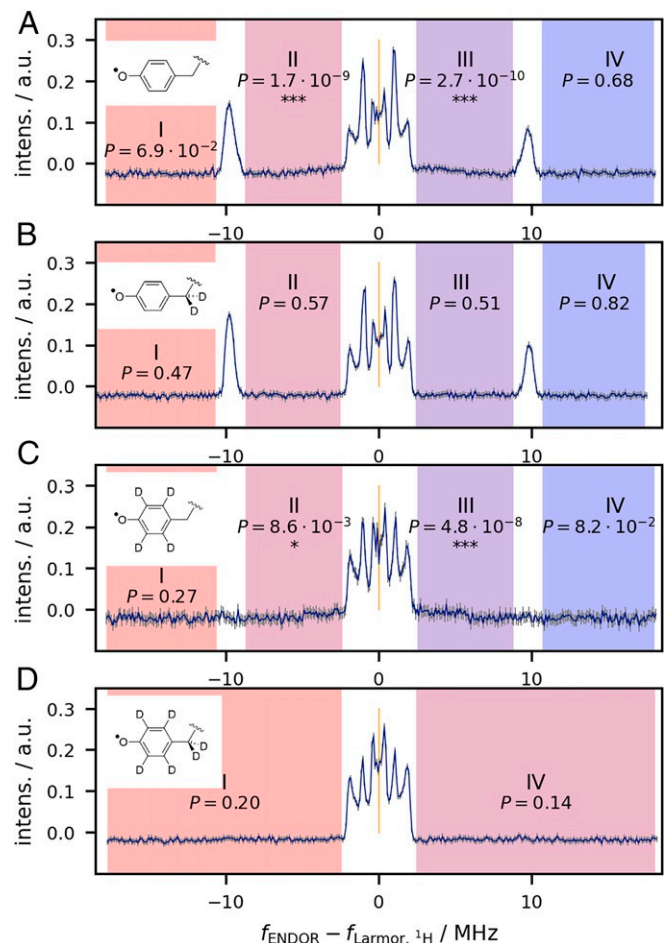 A
intens. / a.u.
0.3
0.2
0.1
0.0
•O
I
P = 6.9 · 10⁻²
II
P = 1.7 · 10⁻⁹
***
III
P = 2.7 · 10⁻¹⁰
***
IV
P = 0.68
−10
0
10
B
intens. / a.u.
0.3
0.2
0.1
0.0
•O
D
D
I
P = 0.47
II
P = 0.57
III
P = 0.51
IV
P = 0.82
−10
0
10
C
intens. / a.u.
0.3
0.2
0.1
0.0
D
D
•O
D
D
I
P = 0.27
II
P = 8.6 · 10⁻³
*
III
P = 4.8 · 10⁻⁸
***
IV
P = 8.2 · 10⁻²
−10
0
10
D
intens. / a.u.
0.3
0.2
0.1
0.0
D
D
•O
D
D
D
D
I
P = 0.20
IV
P = 0.14
−10
0
10
fENDOR − fLarmor, ¹H / MHz